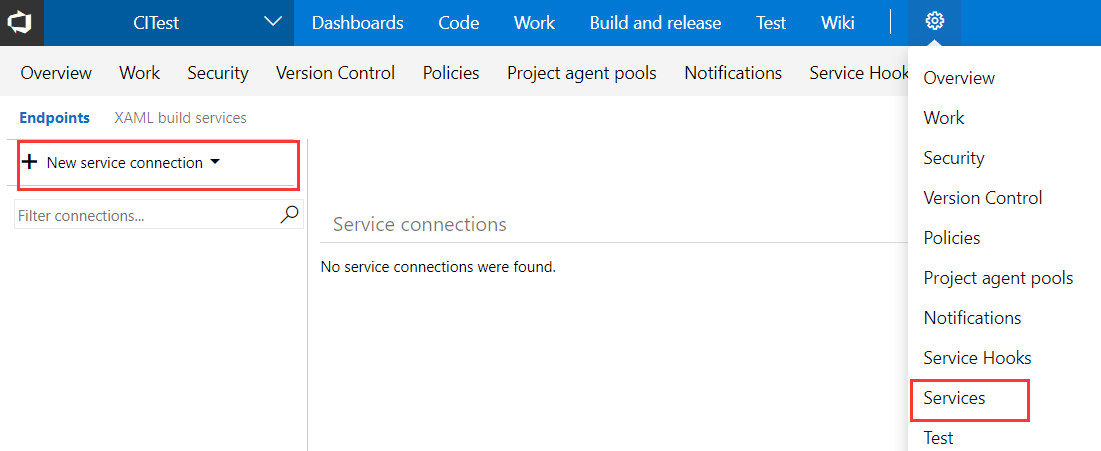 CITest Dashboards Code Work Build and release Test Wiki
Overview Work Security Version Control Policies Project agent pools Notifications Service Hook
Endpoints XAML build services
New service connection
Filter connections...
Service connections
No service connections were found.
Overview
Work
Security
Version Control
Policies
Project agent pools
Notifications
Service Hooks
Services
Test